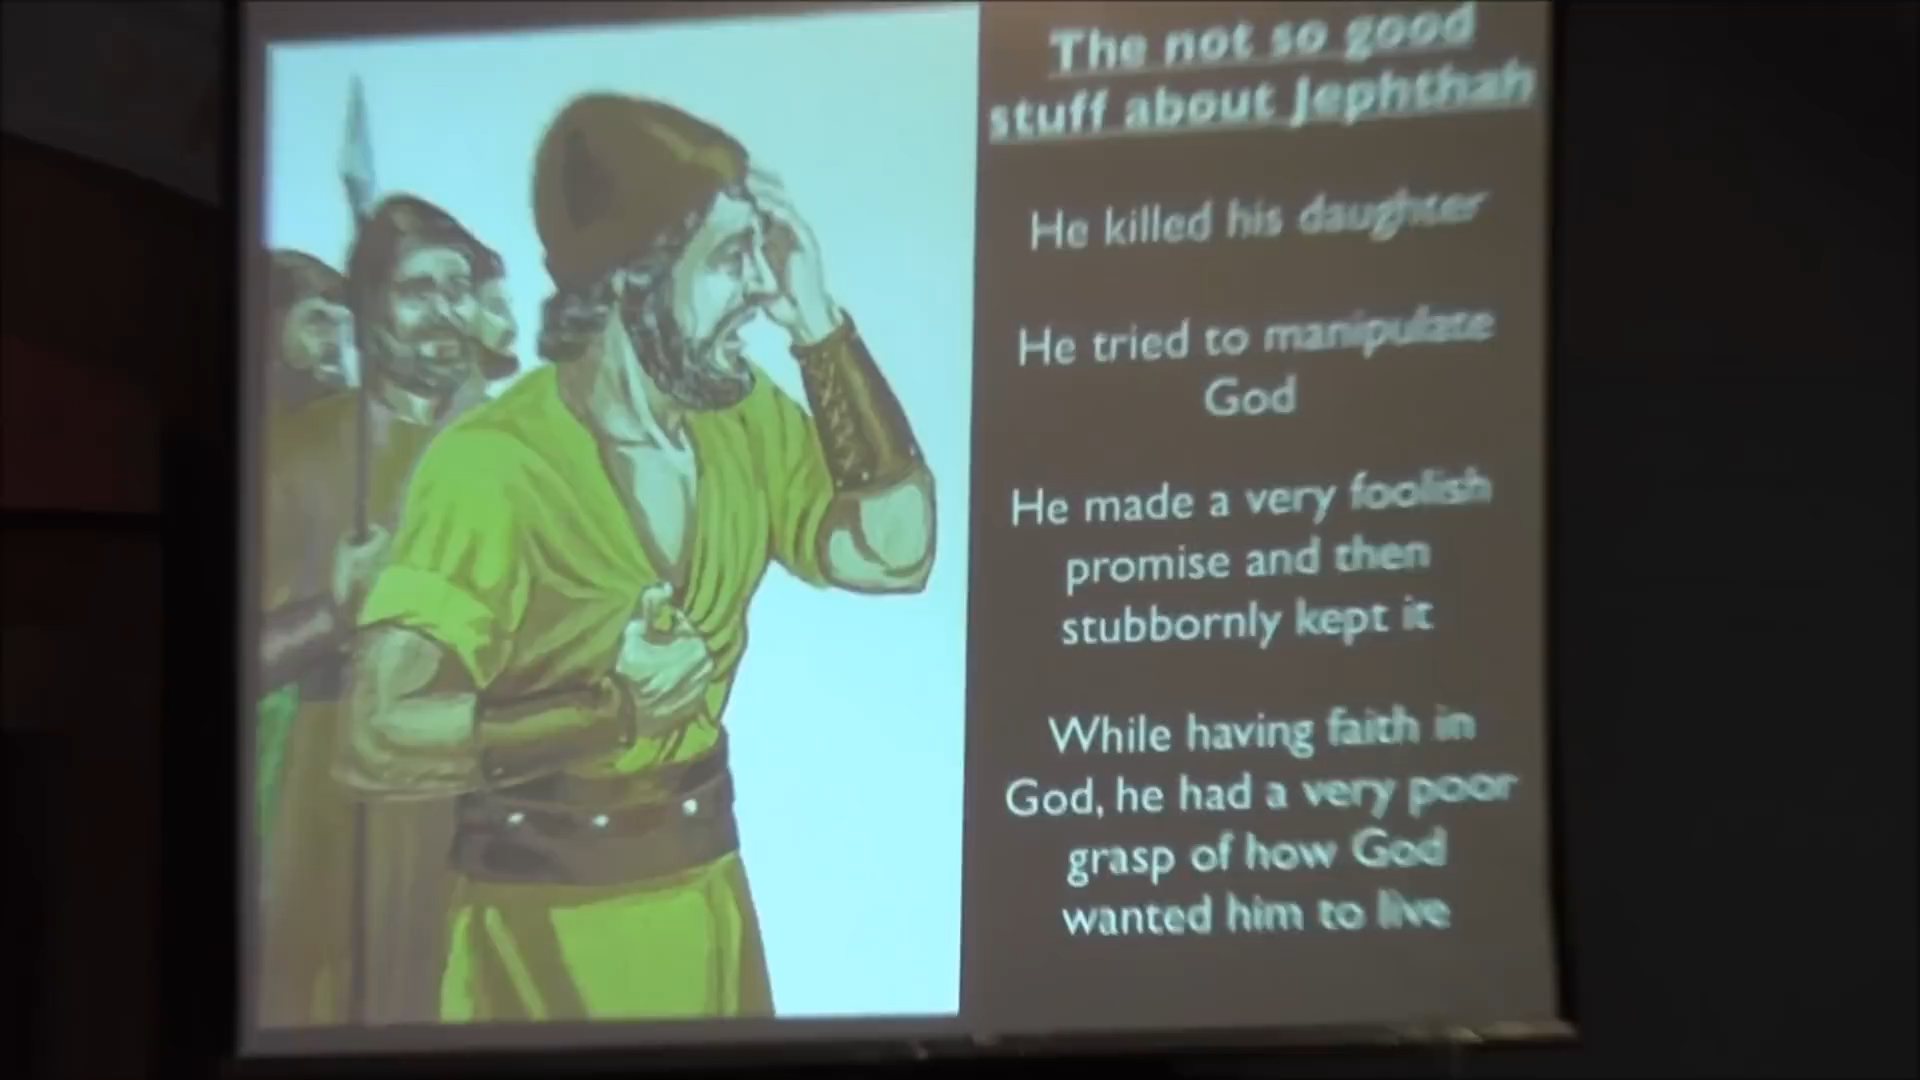 The not so good
stuff about Jephthah
He killed his daughter
He tried to manipulate
God
He made a very foolish
promise and then
stubbornly kept it
While having faith in
God, he had a very poor
grasp of how God
wanted him to live